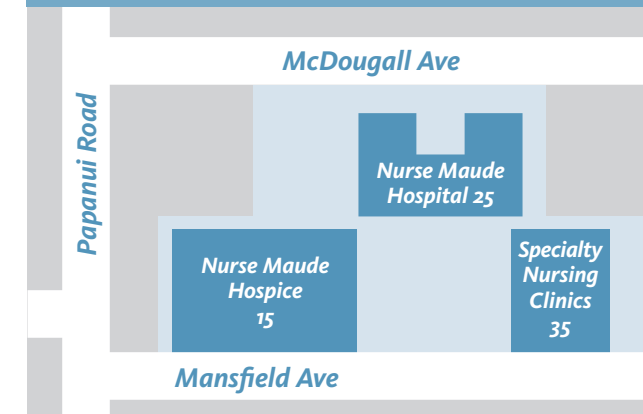 McDougall Ave
Papanui Road
Nurse Maude
Hospital 25
Nurse Maude
Hospice
15
Specialty
Nursing
Clinics
35
Mansfield Ave